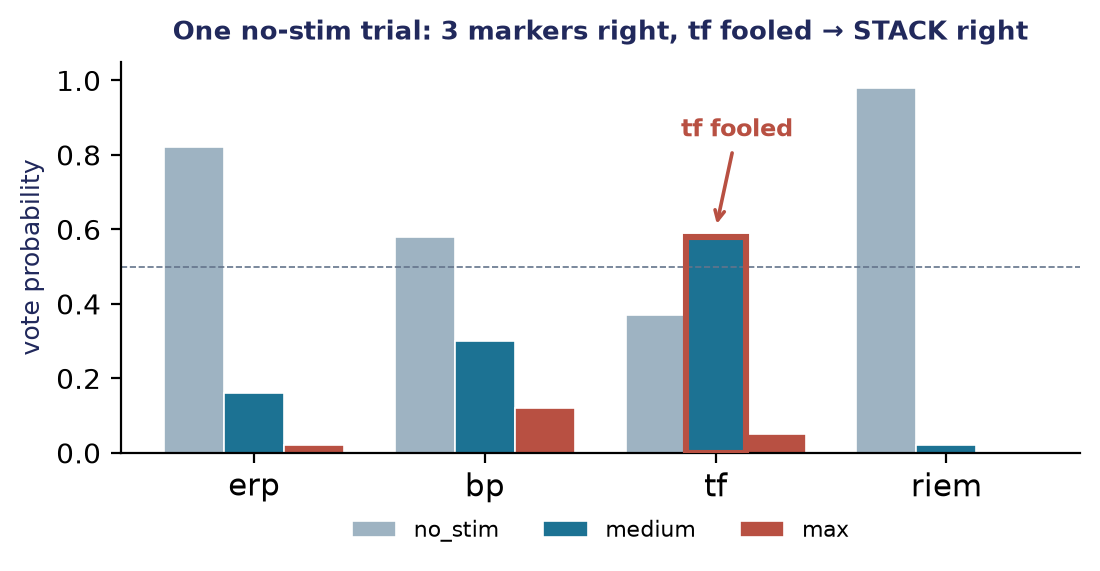 One no-stim trial: 3 markers right, tf fooled → STACK right
vote probability
1.0
0.8
0.6
0.4
0.2
0.0
tf fooled
erp bp tf riem
no_stim medium max